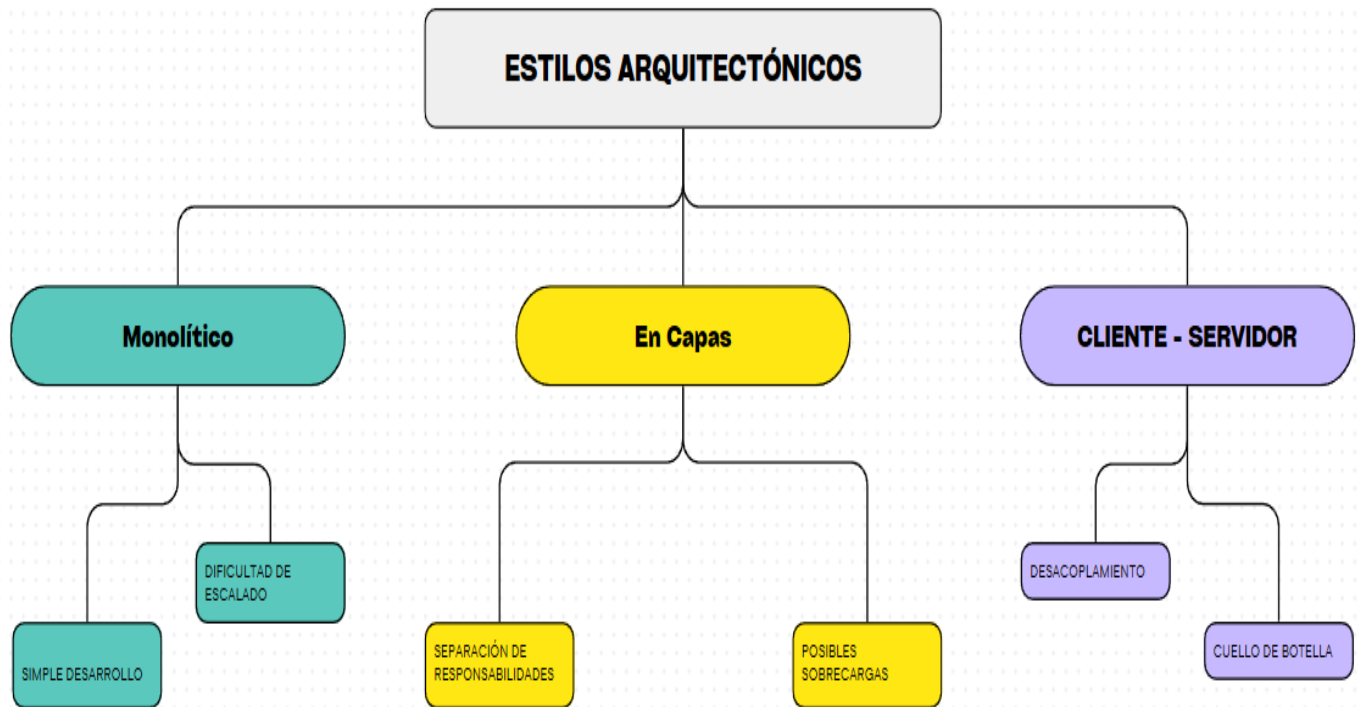 ESTILOS ARQUITECTÓNICOS
Monolítico
En Capas
CLIENTE - SERVIDOR
DIFICULTAD DE
ESCALADO
SIMPLE DESARROLLO
SEPARACIÓN DE
RESPONSABILIDADES
POSIBLES
SOBRECARGAS
DESACOPLAMIENTO
CUELLO DE BOTELLA